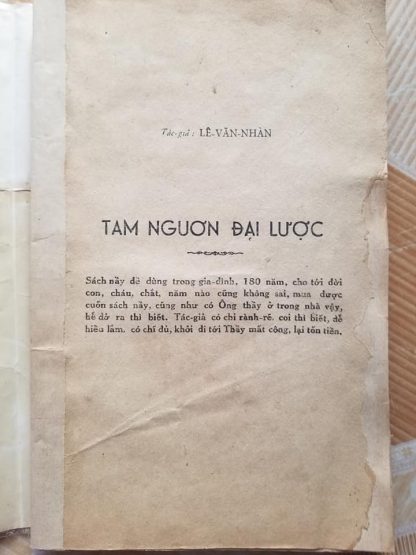 Tác-giả : LÊ-VĂN-NHÀN
TAM NGUƠN ĐẠI LƯỢC
Sách nầy để dùng trong gia-đình, 180 năm, cho tới đời
con, cháu, chắt, năm nào cũng không sai, mua được
cuốn sách nầy, cũng như có Ông thầy ở trong nhà vậy,
hễ dở ra thì biết. Tác-giả có chỉ rành-rẽ. coi thì biết, dễ
hiểu lắm. có chỉ đủ, khỏi đi tới Thầy mất công, lại tốn tiền.